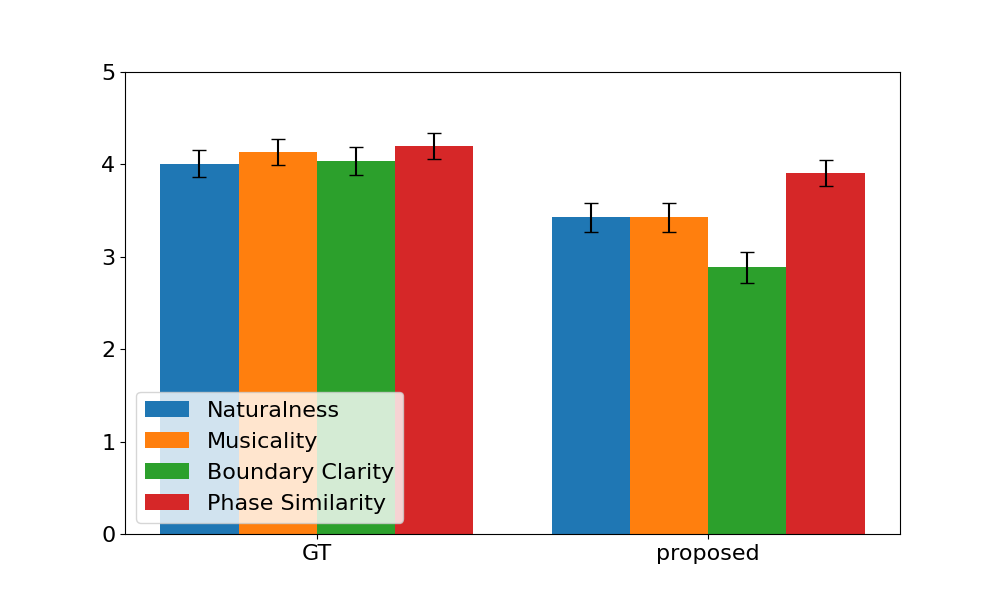 5
4
3
2
1
0
Naturalness
Musicality
Boundary Clarity
Phase Similarity
GT
proposed